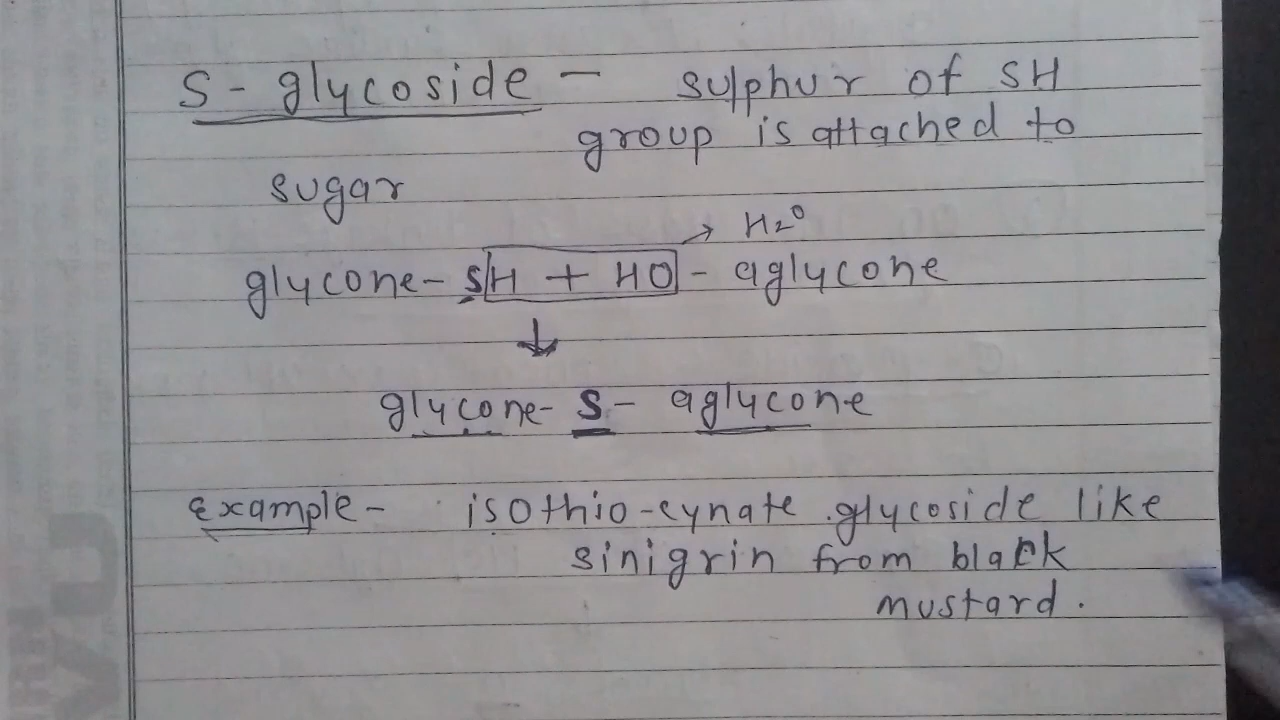 S - glycoside - sulphur of SH
group is attached to
sugar
→ H₂O
glycone - SH + HO - aglycone
↓
glycone - S - aglycone
Example - isothio-cynate glycoside like
sinigrin from black
mustard.